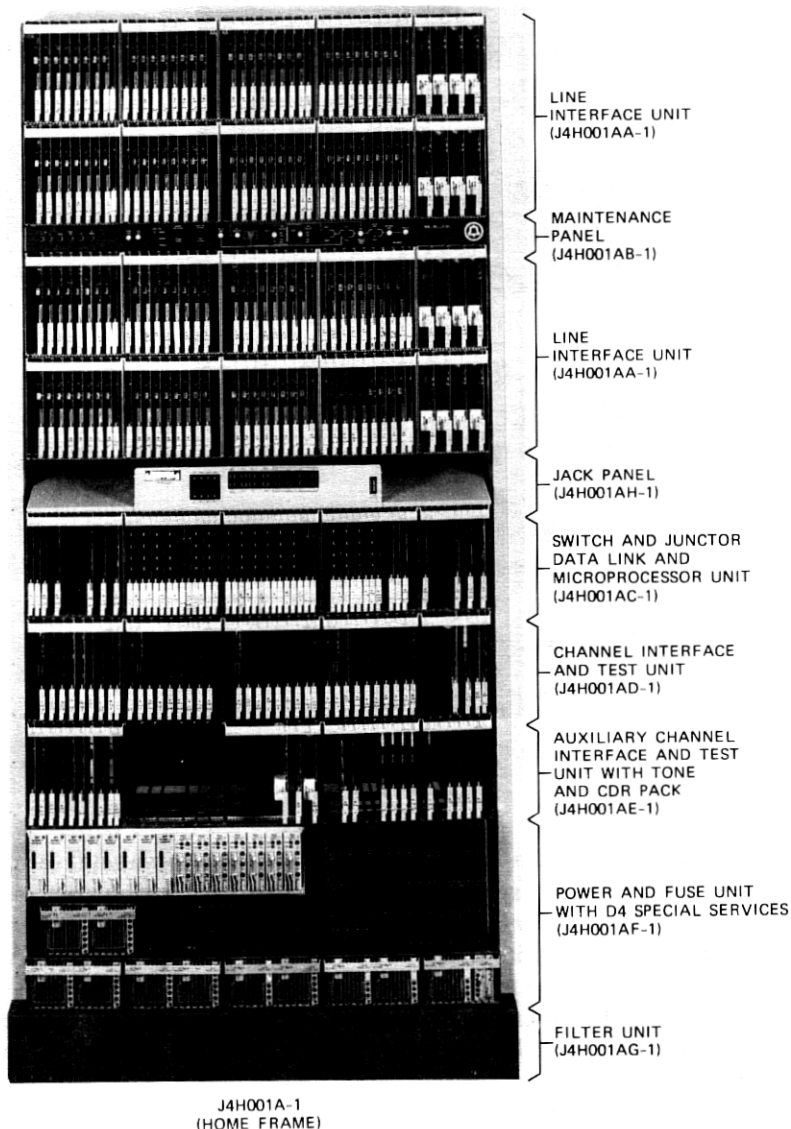 LINE
INTERFACE UNIT
(J4H001AA-1)
MAINTENANCE
PANEL
(J4H001AB-1)
LINE
INTERFACE UNIT
(J4H001AA-1)
JACK PANEL
(J4H001AH-1)
SWITCH AND JUNCTOR
DATA LINK AND
MICROPROCESSOR UNIT
(J4H001AC-1)
CHANNEL INTERFACE
AND TEST UNIT
(J4H001AD-1)
AUXILIARY CHANNEL
INTERFACE AND TEST
UNIT WITH TONE
AND CDR PACK
(J4H001AE-1)
POWER AND FUSE UNIT
WITH D4 SPECIAL SERVICES
(J4H001AF-1)
FILTER UNIT
(J4H001AG-1)
J4H001A-1
(HOME FRAME)